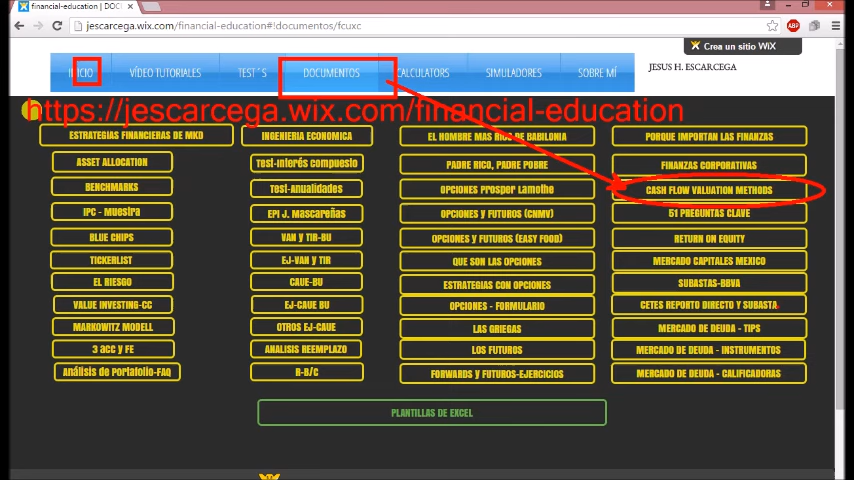 financial-education | DOC
jescarcega.wix.com/financial-education#!documentos/fcuxc
Crea un sitio WiX
INICIO
VÍDEO TUTORIALES
TEST´S
DOCUMENTOS
CALCULATORS
SIMULADORES
SOBRE MÍ
JESUS H. ESCARCEGA
https://jescarcega.wix.com/financial-education
ESTRATEGIAS FINANCIERAS DE MKD
ASSET ALLOCATION
BENCHMARKS
IPC - Muestra
BLUE CHIPS
TICKERLIST
EL RIESGO
VALUE INVESTING-CC
MARKOWITZ MODELL
3 acc y FE
Análisis de Portafolio-FAQ
INGENIERIA ECONOMICA
Test-interés compuesto
Test-anualidades
EPI J. Mascareñas
VAN y TIR-BU
EJ-VAN y TIR
CAUE-BU
EJ-CAUE BU
OTROS EJ-CAUE
ANALISIS REEMPLAZO
R-B/C
EL HOMBRE MAS RICO DE BABILONIA
PADRE RICO, PADRE POBRE
OPCIONES Prosper Lamothe
OPCIONES y FUTUROS (CNMV)
OPCIONES y FUTUROS (EASY FOOD)
QUE SON LAS OPCIONES
ESTRATEGIAS CON OPCIONES
OPCIONES - FORMULARIO
LAS GRIEGAS
LOS FUTUROS
FORWARDS y FUTUROS-EJERCICIOS
PORQUE IMPORTAN LAS FINANZAS
FINANZAS CORPORATIVAS
CASH FLOW VALUATION METHODS
51 PREGUNTAS CLAVE
RETURN ON EQUITY
MERCADO CAPITALES MEXICO
SUBASTAS-BBVA
CETES REPORTO DIRECTO Y SUBASTA
MERCADO DE DEUDA - TIPS
MERCADO DE DEUDA - INSTRUMENTOS
MERCADO DE DEUDA - CALIFICADORAS
PLANTILLAS DE EXCEL